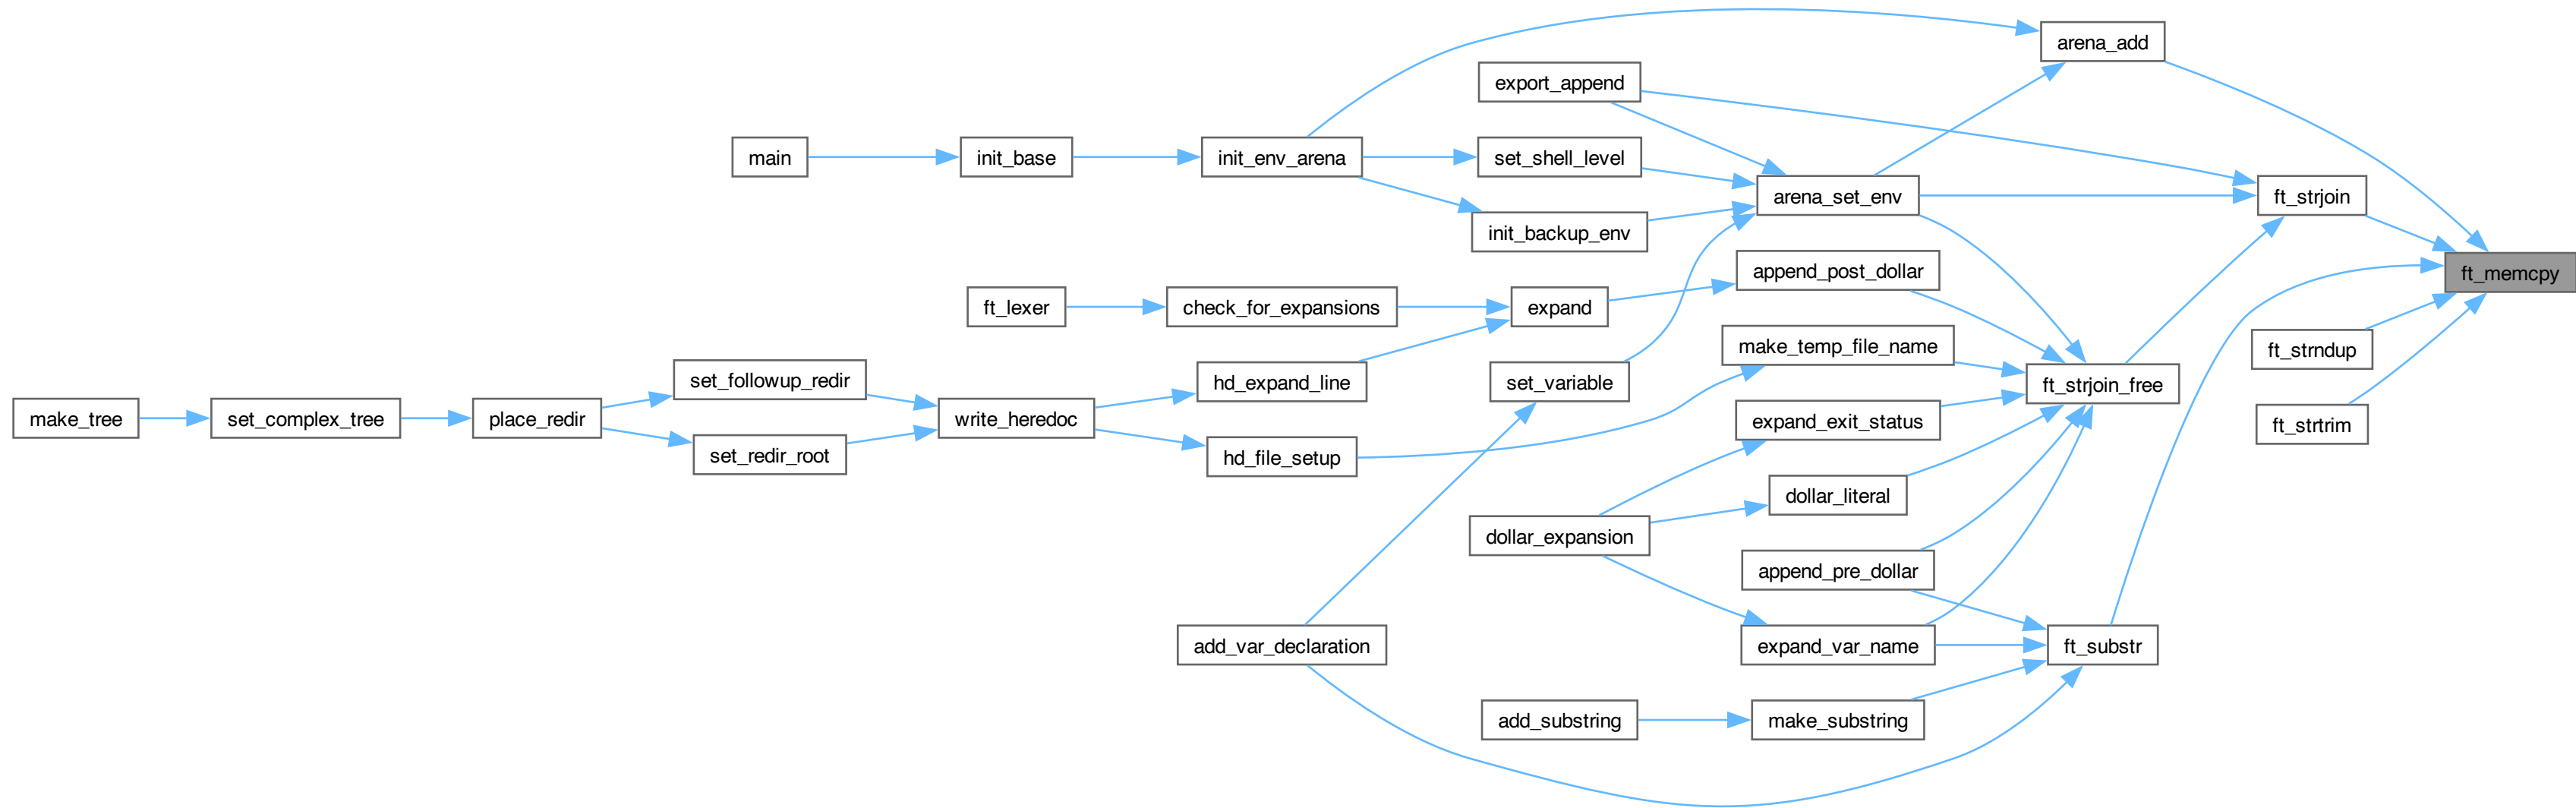 arena_add
export_append
main
init_base
init_env_arena
set_shell_level
arena_set_env
ft_strjoin
init_backup_env
append_post_dollar
ft_memcpy
ft_lexer
check_for_expansions
expand
make_temp_file_name
ft_strndup
set_followup_redir
hd_expand_line
set_variable
ft_strjoin_free
make_tree
set_complex_tree
place_redir
write_heredoc
expand_exit_status
ft_strtrim
set_redir_root
hd_file_setup
dollar_literal
dollar_expansion
append_pre_dollar
add_var_declaration
expand_var_name
ft_substr
add_substring
make_substring